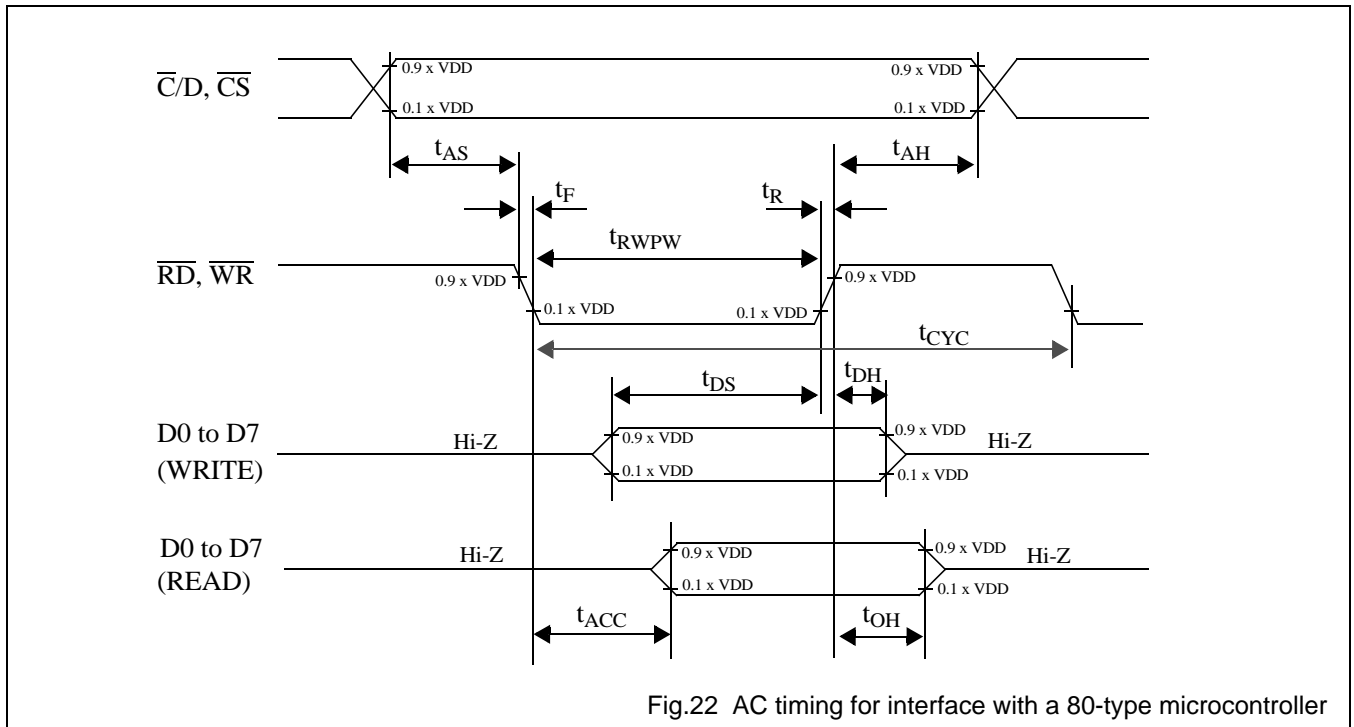 C̅/D, C̅S̅
0.9 x VDD
0.9 x VDD
0.1 x VDD
0.1 x VDD
tAS
tAH
tF
tR
tRWPW
R̅D̅, W̅R̅
0.9 x VDD
0.9 x VDD
0.1 x VDD
0.1 x VDD
tCYC
tDS
tDH
D0 to D7
(WRITE)
Hi-Z
0.9 x VDD
0.9 x VDD
Hi-Z
0.1 x VDD
0.1 x VDD
D0 to D7
(READ)
Hi-Z
0.9 x VDD
0.9 x VDD
Hi-Z
0.1 x VDD
0.1 x VDD
tACC
tOH
Fig.22 AC timing for interface with a 80-type microcontroller